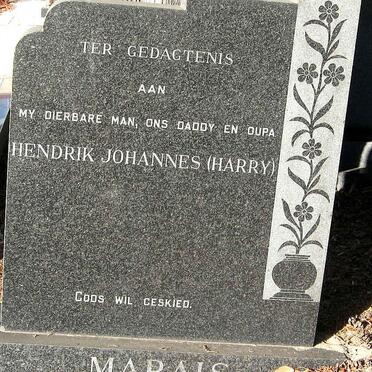 TER GEDAGTENIS
AAN
MY DIERBARE MAN, ONS DADDY EN OUPA
HENDRIK JOHANNES (HARRY)
GODS WIL GESKIED.
MARAIS